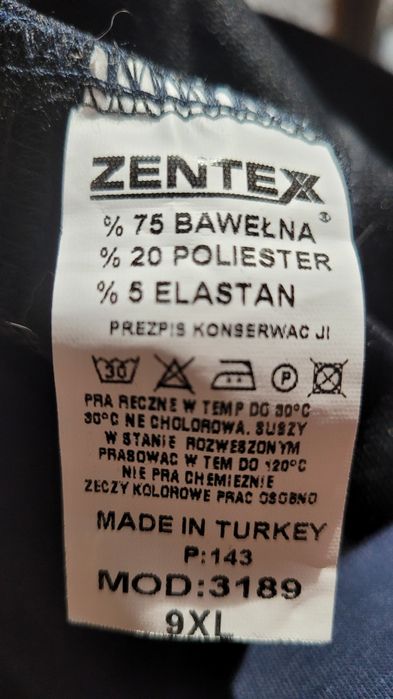 ZENTEX
®
% 75 BAWEŁNA
% 20 POLIESTER
% 5 ELASTAN
PREZPIS KONSERWAC JI
30 P
PRA RECZNE W TEMP DO 30°C
30°C NE CHOLOROWA. SUSZY
W STANIE ROZWESZONYM
PRASOWAC W TEM DO 120°C
NIE PRA CHEMIEZNIE
ZECZY KOLOROWE PRAC OSOBNO
MADE IN TURKEY
P:143
MOD:3189
9XL